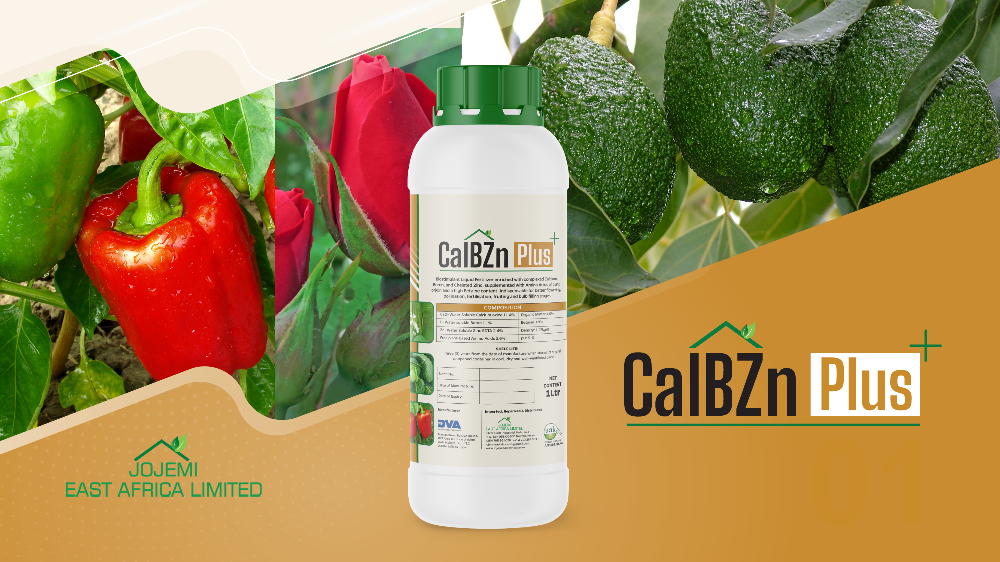 CalBZn Plus
Biostimulant Liquid Fertilizer enriched with complexed Calcium,
Boron, and Chelated Zinc, supplemented with Amino Acids of plant
origin and a high Betaine content. Indispensable for better flowering,
pollination, fertilisation, fruiting and bulb filling stages.
COMPOSITION
CaO- Water Soluble Calcium oxide 11.4% Organic Matter 4.0%
B- Water soluble Boron 1.1% Betaine 3.8%
Zn- Water Soluble Zinc EDTA 2.4% Density: 1.27kg/lt
Free plant-based Amino Acids 2.6% pH: 5-6
SHELF LIFE:
Three (3) years from the date of manufacture when stored its original
unopened container in cool, dry and well-ventilated place.
Batch No.
Date of Manufacture:
Date of Expiry:
NET
CONTENT
1Ltr
Manufacturer
DVA
Manufactured by DVA IBERIA
DVA Crop nutrition division
Avda Moliere, 36, of 3.2
29004, Málaga - Spain
Imported, Repacked & Distributed
JOJEMI
EAST AFRICA LIMITED
Silver Coin Industrial Park, Juja
P. O. Box 953 00600 Nairobi, Kenya
+254 795 364079 | +254 719 283 963
jojemieastafricaltd@gmail.com
www.jojemieastafrica.co.ke
aak
AAK REG. No.
CalBZn Plus
JOJEMI
EAST AFRICA LIMITED